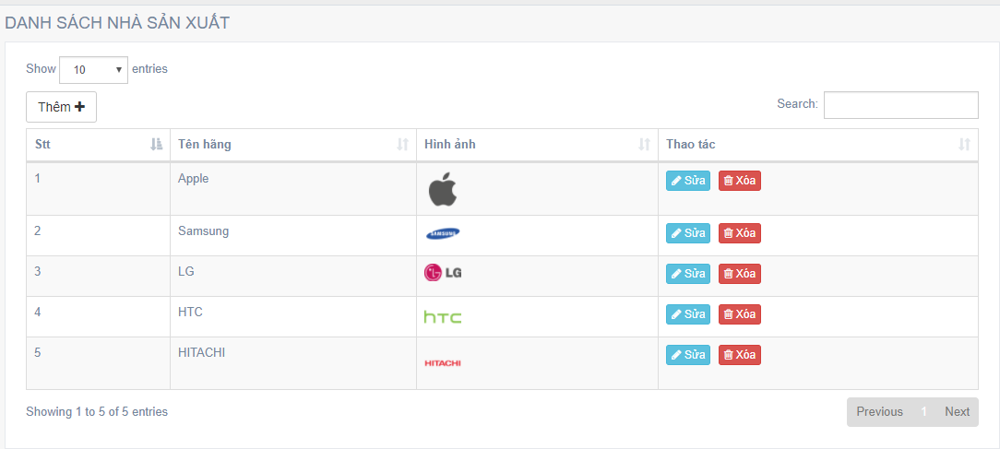 DANH SÁCH NHÀ SẢN XUẤT
Show 10 entries
Thêm
Search:
Stt Tên hãng Hình ảnh Thao tác
1 Apple Sửa Xóa
2 Samsung SAMSUNG Sửa Xóa
3 LG LG Sửa Xóa
4 HTC hTC Sửa Xóa
5 HITACHI HITACHI Sửa Xóa
Showing 1 to 5 of 5 entries
Previous 1 Next